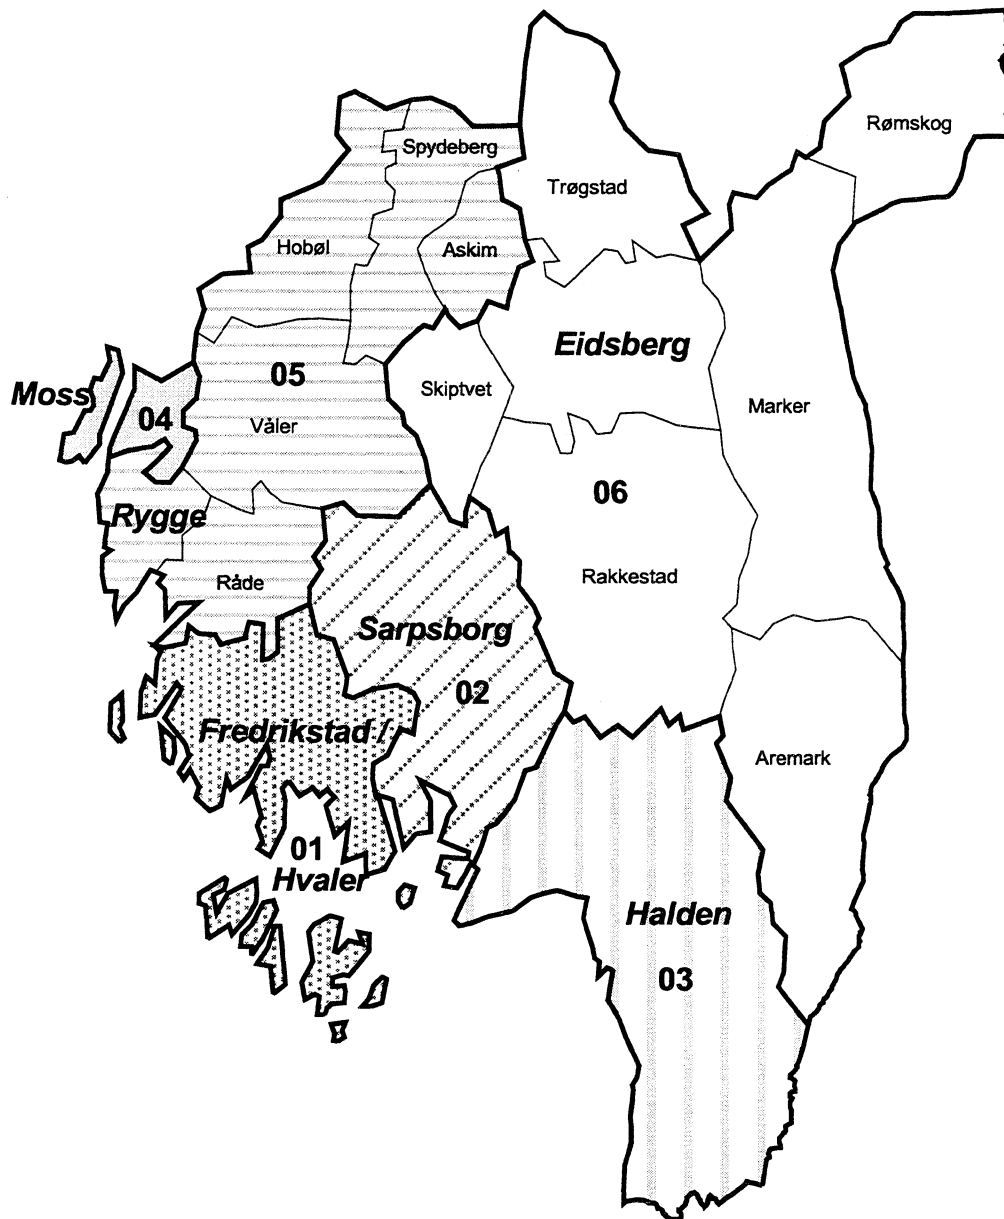 Rømskog
Spydeberg
Trøgstad
Hobøl
Askim
Eidsberg
05
Skiptvet
Moss
04
Marker
Våler
06
Rygge
Råde
Rakkestad
Sarpsborg
02
Fredrikstad /
Aremark
01
Hvaler
Halden
03